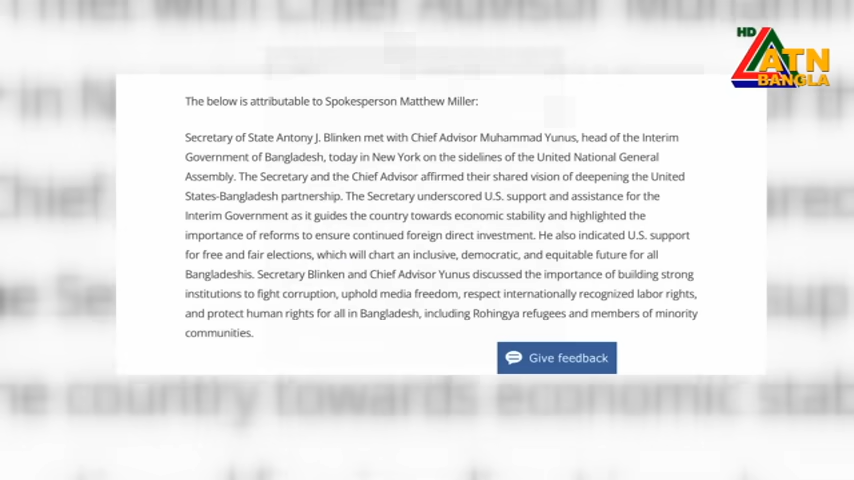 HD
ATN
BANGLA
The below is attributable to Spokesperson Matthew Miller:
Secretary of State Antony J. Blinken met with Chief Advisor Muhammad Yunus, head of the Interim
Government of Bangladesh, today in New York on the sidelines of the United National General
Assembly. The Secretary and the Chief Advisor affirmed their shared vision of deepening the United
States-Bangladesh partnership. The Secretary underscored U.S. support and assistance for the
Interim Government as it guides the country towards economic stability and highlighted the
importance of reforms to ensure continued foreign direct investment. He also indicated U.S. support
for free and fair elections, which will chart an inclusive, democratic, and equitable future for all
Bangladeshis. Secretary Blinken and Chief Advisor Yunus discussed the importance of building strong
institutions to fight corruption, uphold media freedom, respect internationally recognized labor rights,
and protect human rights for all in Bangladesh, including Rohingya refugees and members of minority
communities.
Give feedback
the country towards economic stab